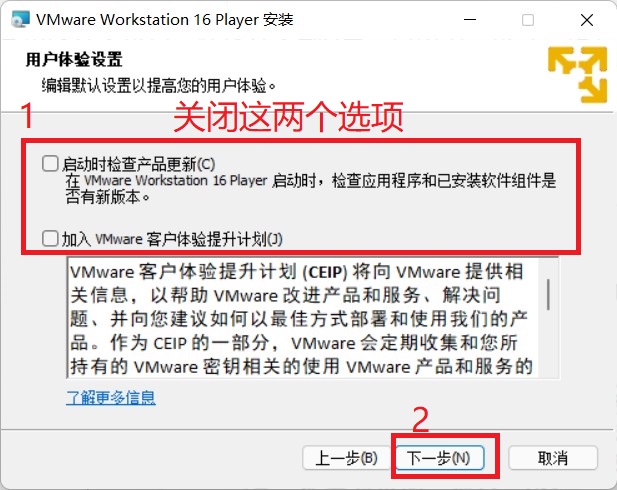 VMware Workstation 16 Player 安装
用户体验设置
编辑默认设置以提高您的用户体验。
1
关闭这两个选项
启动时检查产品更新(C)
在 VMware Workstation 16 Player 启动时，检查应用程序和已安装软件组件是
否有新版本。
加入 VMware 客户体验提升计划(J)
VMware 客户体验提升计划 (CEIP) 将向 VMware 提供相
关信息，以帮助 VMware 改进产品和服务、解决问
题、并向您建议如何以最佳方式部署和使用我们的产
品。作为 CEIP 的一部分，VMware 会定期收集和您所
持有的 VMware 密钥相关的使用 VMware 产品和服务的
了解更多信息
2
上一步(B)
下一步(N)
取消